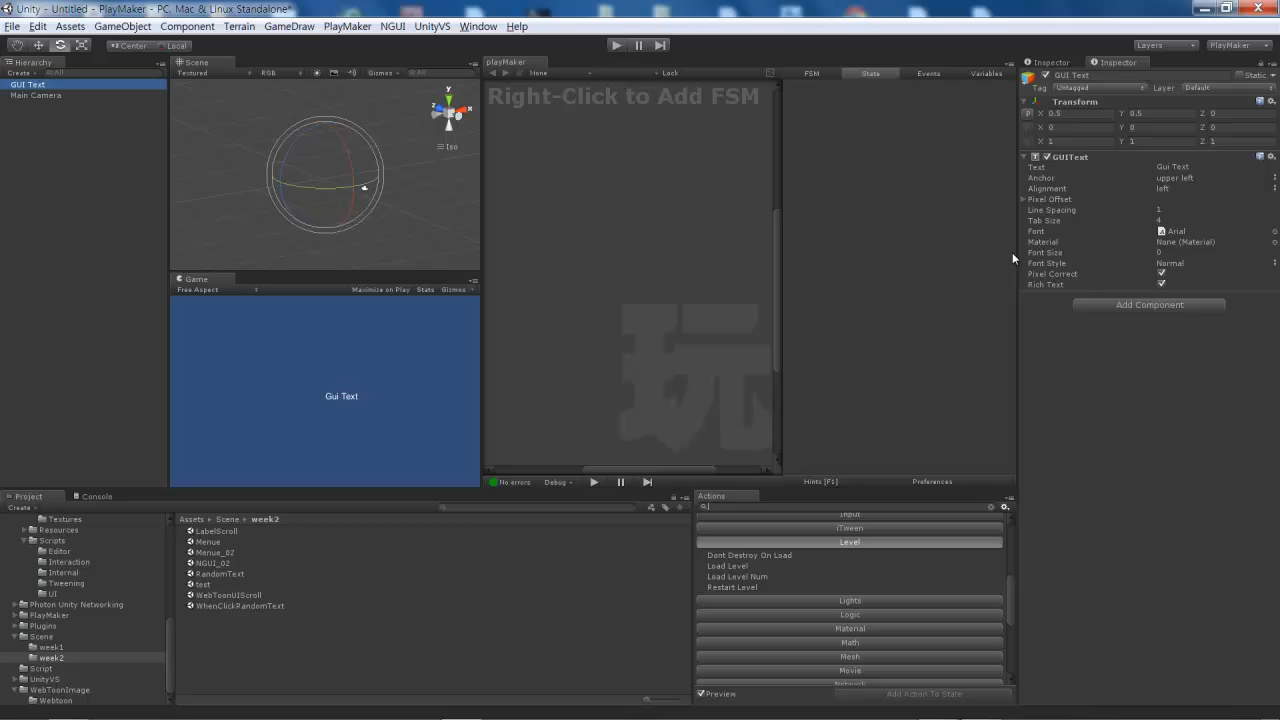 Unity - Untitled - PlayMaker - PC, Mac & Linux Standalone*
File Edit Assets GameObject Component Terrain GameDraw PlayMaker NGUI UnityVS Window Help
Center Local
Layers PlayMaker
Hierarchy
Create All
GUI Text
Main Camera
Scene
Textured RGB Gizmos All
Iso
Game
Free Aspect Maximize on Play Stats Gizmos
Gui Text
playMaker
None Lock FSM State Events Variables
Right-Click to Add FSM
玩
No errors Debug Hints [F1] Preferences
Inspector Inspector
GUI Text Static
Tag Untagged Layer Default
Transform
P X 0.5 Y 0.5 Z 0
X 0 Y 0 Z 0
X 1 Y 1 Z 1
GUIText
Text Gui Text
Anchor upper left
Alignment left
Pixel Offset
Line Spacing 1
Tab Size 4
Font Arial
Material None (Material)
Font Size 0
Font Style Normal
Pixel Correct
Rich Text
Add Component
Project Console
Create
Textures
Resources
Scripts
Editor
Interaction
Internal
Tweening
UI
Photon Unity Networking
PlayMaker
Plugins
Scene
week1
week2
Script
UnityVS
WebToonImage
Webtoon
Assets Scene week2
LabelScroll
Menue
Menue_02
NGUI_02
RandomText
test
WebToonUIScroll
WhenClickRandomText
Actions
Input
iTween
Level
Dont Destroy On Load
Load Level
Load Level Num
Restart Level
Lights
Logic
Material
Math
Mesh
Movie
Network
Preview Add Action To State